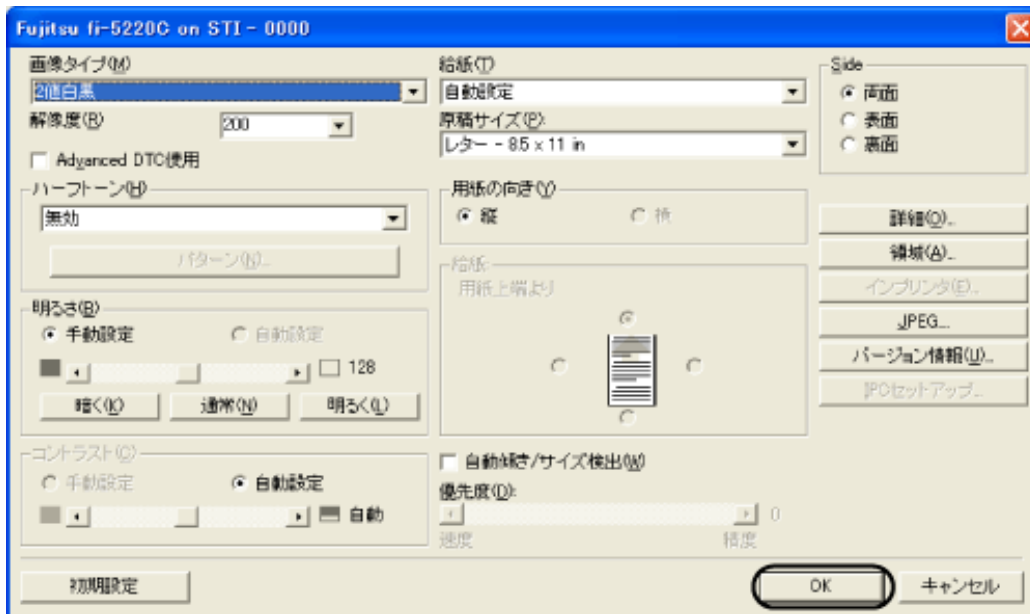 Fujitsu fi-5220C on STI - 0000
画像タイプ(M)
2値白黒
解像度(R)
200
Advanced DTC使用
ハーフトーン(H)
無効
パターン(N)...
明るさ(B)
手動設定
自動設定
128
暗く(K)
通常(N)
明るく(L)
コントラスト(C)
手動設定
自動設定
自動
初期設定
給紙(T)
自動設定
原稿サイズ(P):
レター - 8.5 x 11 in
用紙の向き(Y)
縦
横
給紙:
用紙上端より
自動傾き/サイズ検出(W)
優先度(D):
0
速度
精度
Side
両面
表面
裏面
詳細(O)...
領域(A)...
インプリンタ(E)...
JPEG...
バージョン情報(U)...
IPCセットアップ...
OK
キャンセル